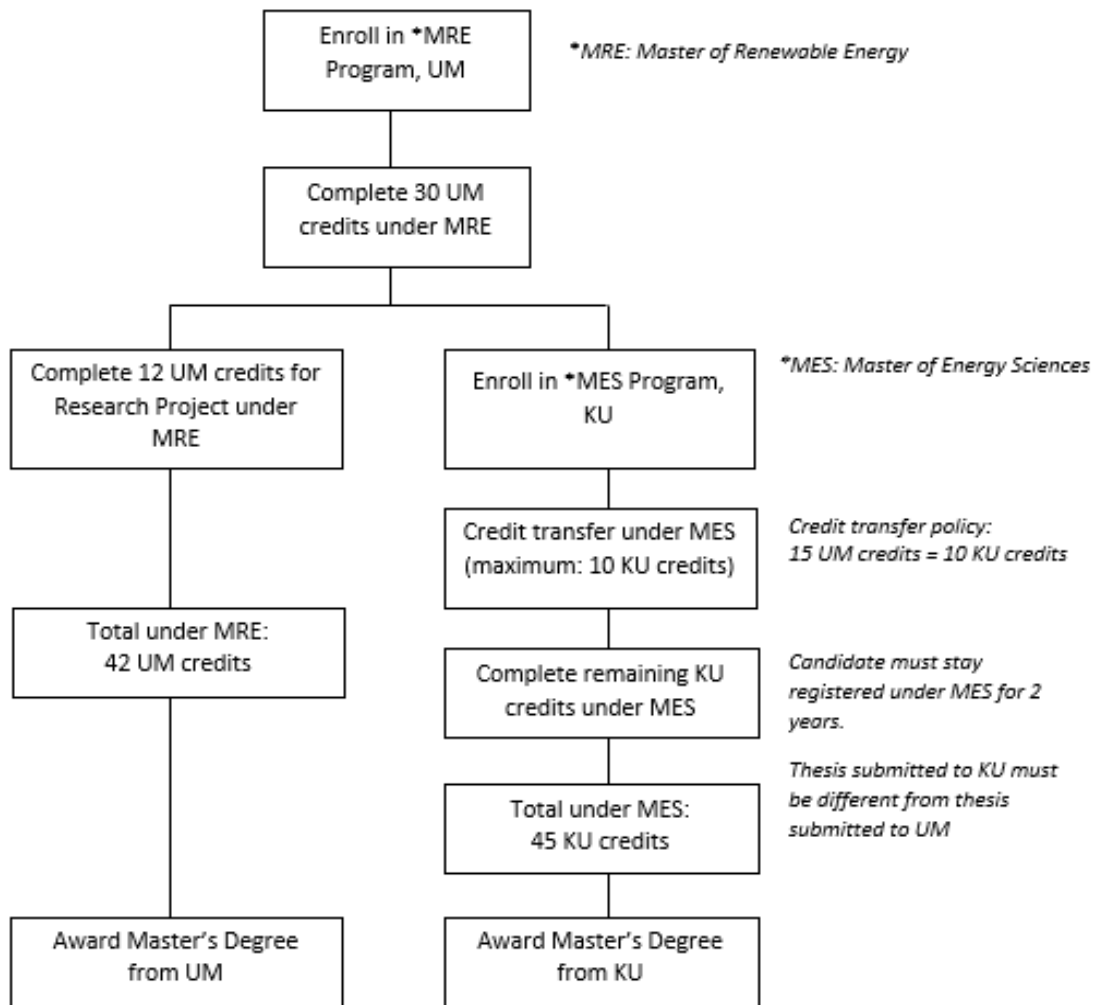 Enroll in *MRE
Program, UM
*MRE: Master of Renewable Energy
Complete 30 UM
credits under MRE
Complete 12 UM credits for
Research Project under
MRE
Enroll in *MES Program,
KU
*MES: Master of Energy Sciences
Credit transfer under MES
(maximum: 10 KU credits)
Credit transfer policy:
15 UM credits = 10 KU credits
Total under MRE:
42 UM credits
Complete remaining KU
credits under MES
Candidate must stay
registered under MES for 2
years.
Thesis submitted to KU must
be different from thesis
submitted to UM
Total under MES:
45 KU credits
Award Master’s Degree
from UM
Award Master’s Degree
from KU